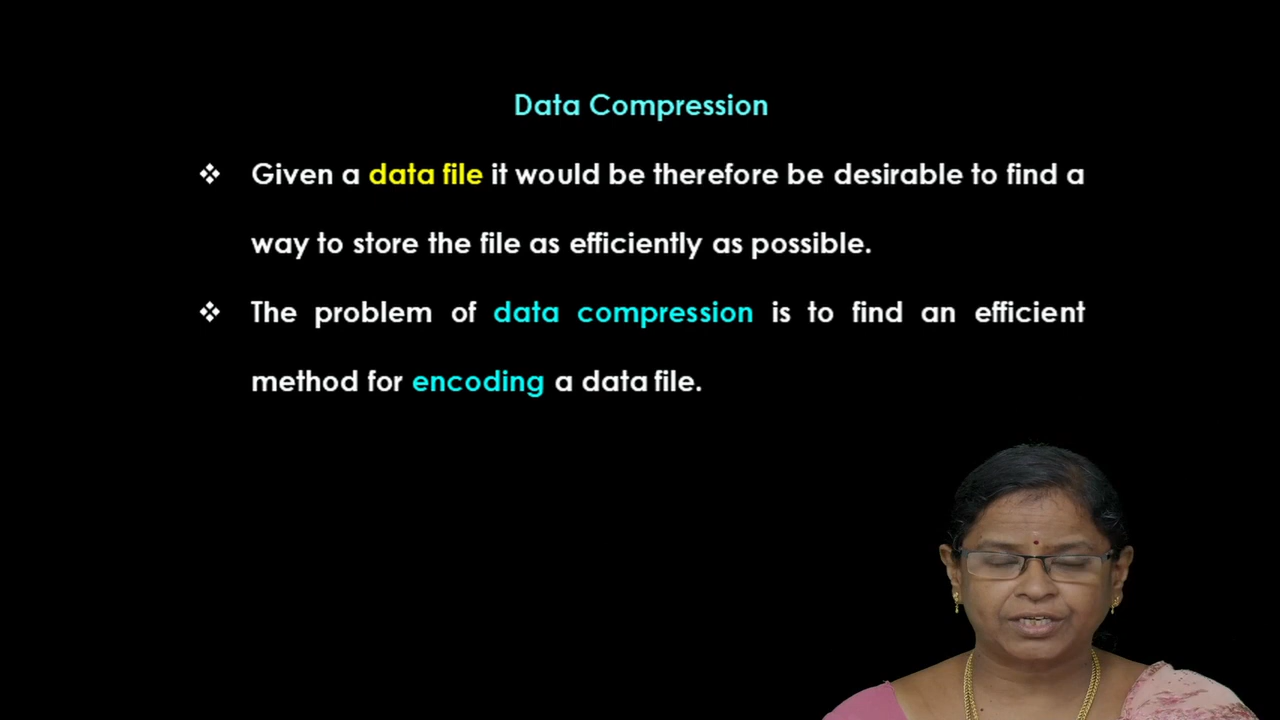 Data Compression
❖ Given a data file it would be therefore be desirable to find a
way to store the file as efficiently as possible.
❖ The problem of data compression is to find an efficient
method for encoding a data file.